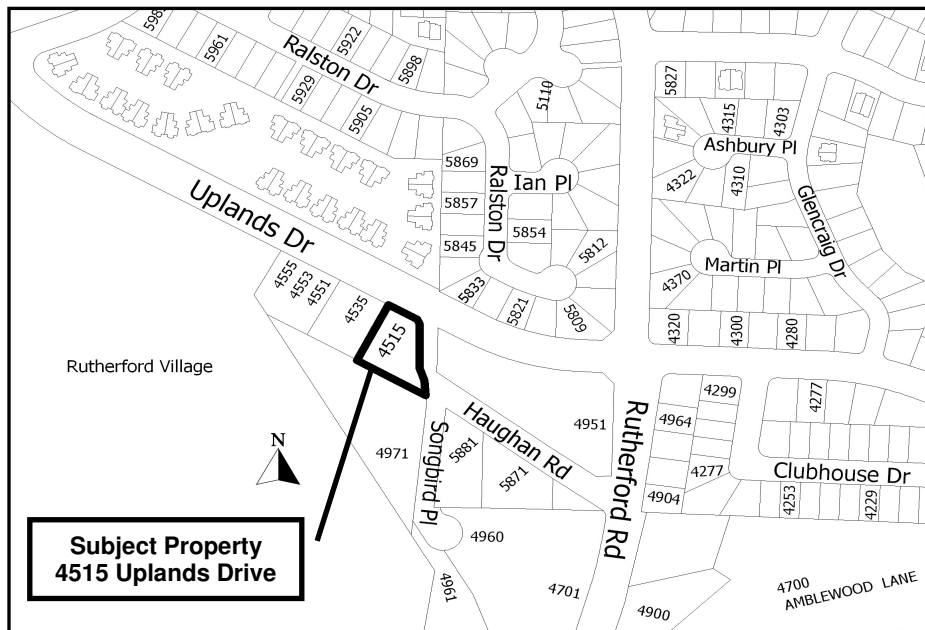 598
5961
Ralston Dr
5922
5898
5929
5905
5110
5827
4315
4303
Ashbury Pl
4322
4310
Glencraig Dr
5869
Ralston Dr
Ian Pl
5857
5854
5845
5812
Martin Pl
4370
Uplands Dr
5833
5821
5809
4320
4300
4280
4555
4553
4551
4535
4515
Rutherford Village
N
4971
Songbird Pl
5881
Haughan Rd
5871
4951
Rutherford Rd
4299
4964
4277
4277
Clubhouse Dr
4904
4253
4229
4960
4961
4701
4900
4700
AMBLEWOOD LANE
Subject Property
4515 Uplands Drive